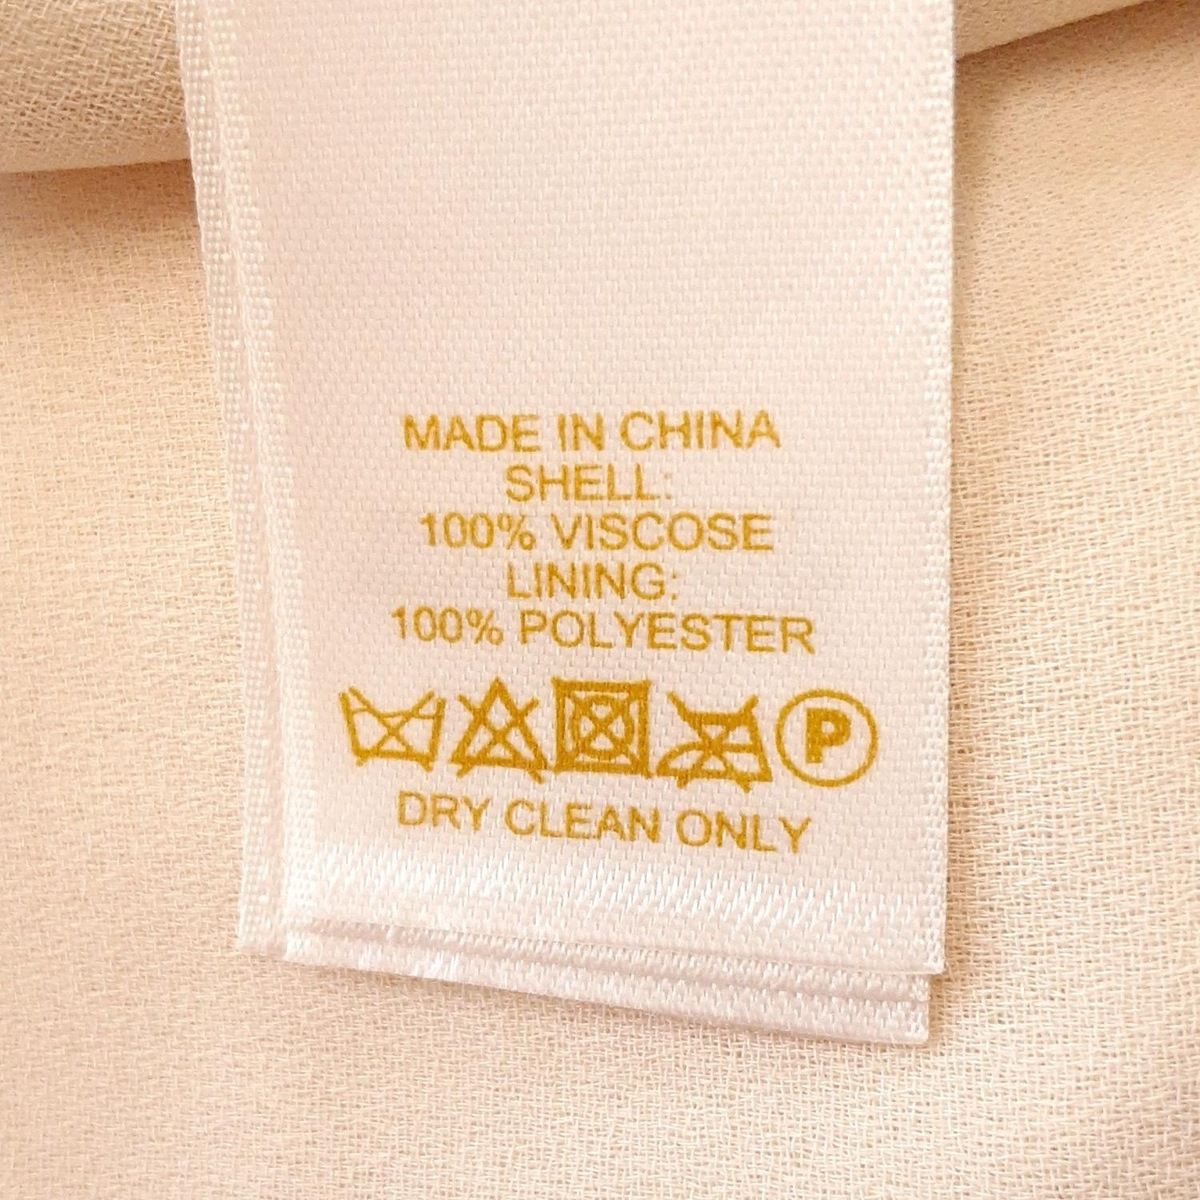 MADE IN CHINA
SHELL:
100% VISCOSE
LINING:
100% POLYESTER
P
DRY CLEAN ONLY